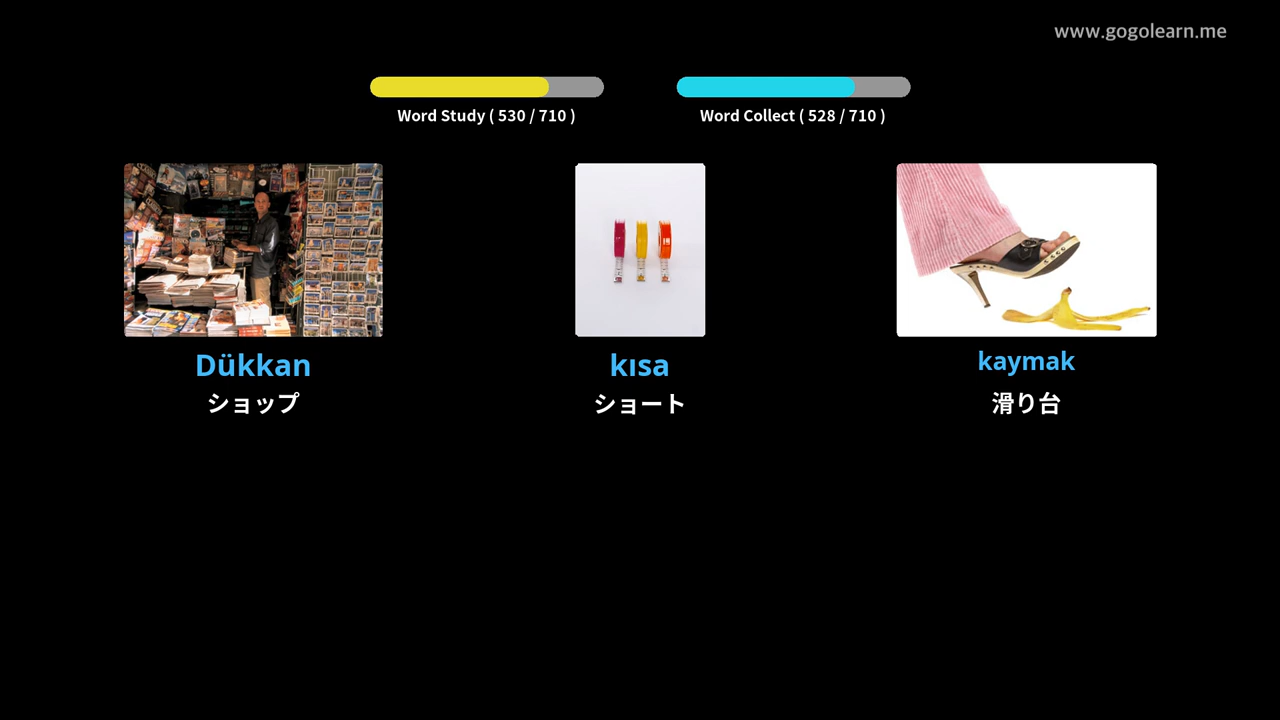 www.gogolearn.me
Word Study ( 530 / 710 )
Word Collect ( 528 / 710 )
Dükkan
ショップ
kısa
ショート
kaymak
滑り台